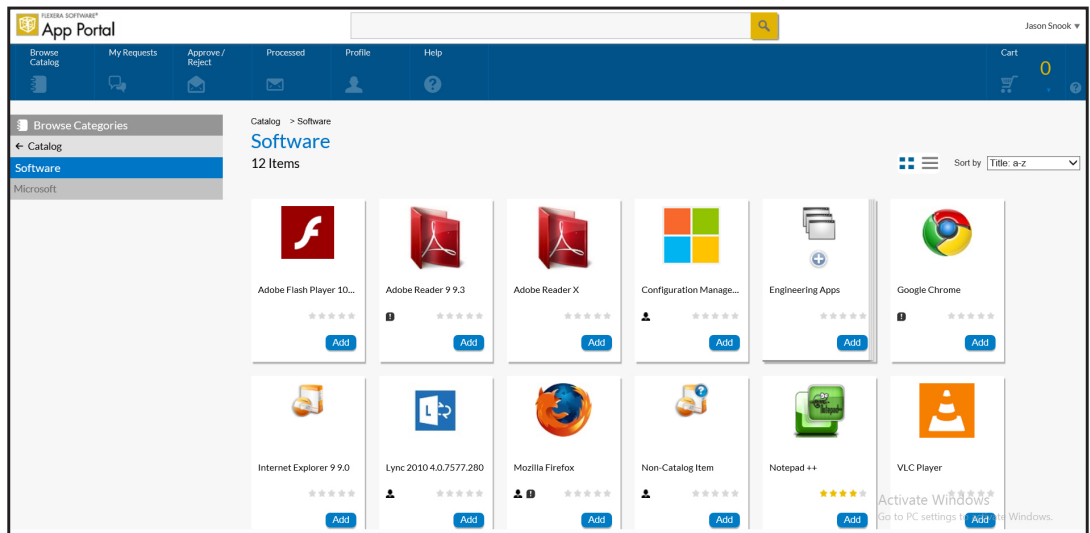 FLEXERA SOFTWARE®
App Portal
Jason Snook
Browse Catalog
My Requests
Approve / Reject
Processed
Profile
Help
Cart
0
Browse Categories
← Catalog
Software
Microsoft
Catalog > Software
Software
12 Items
Sort by Title: a-z
Adobe Flash Player 10...
Adobe Reader 9 9.3
Adobe Reader X
Configuration Manage...
Engineering Apps
Google Chrome
Add
Add
Add
Add
Add
Add
Internet Explorer 9 9.0
Lync 2010 4.0.7577.280
Mozilla Firefox
Non-Catalog Item
Notepad ++
VLC Player
Add
Add
Add
Add
Add
Add
Activate Windows
Go to PC settings to Activate Windows.